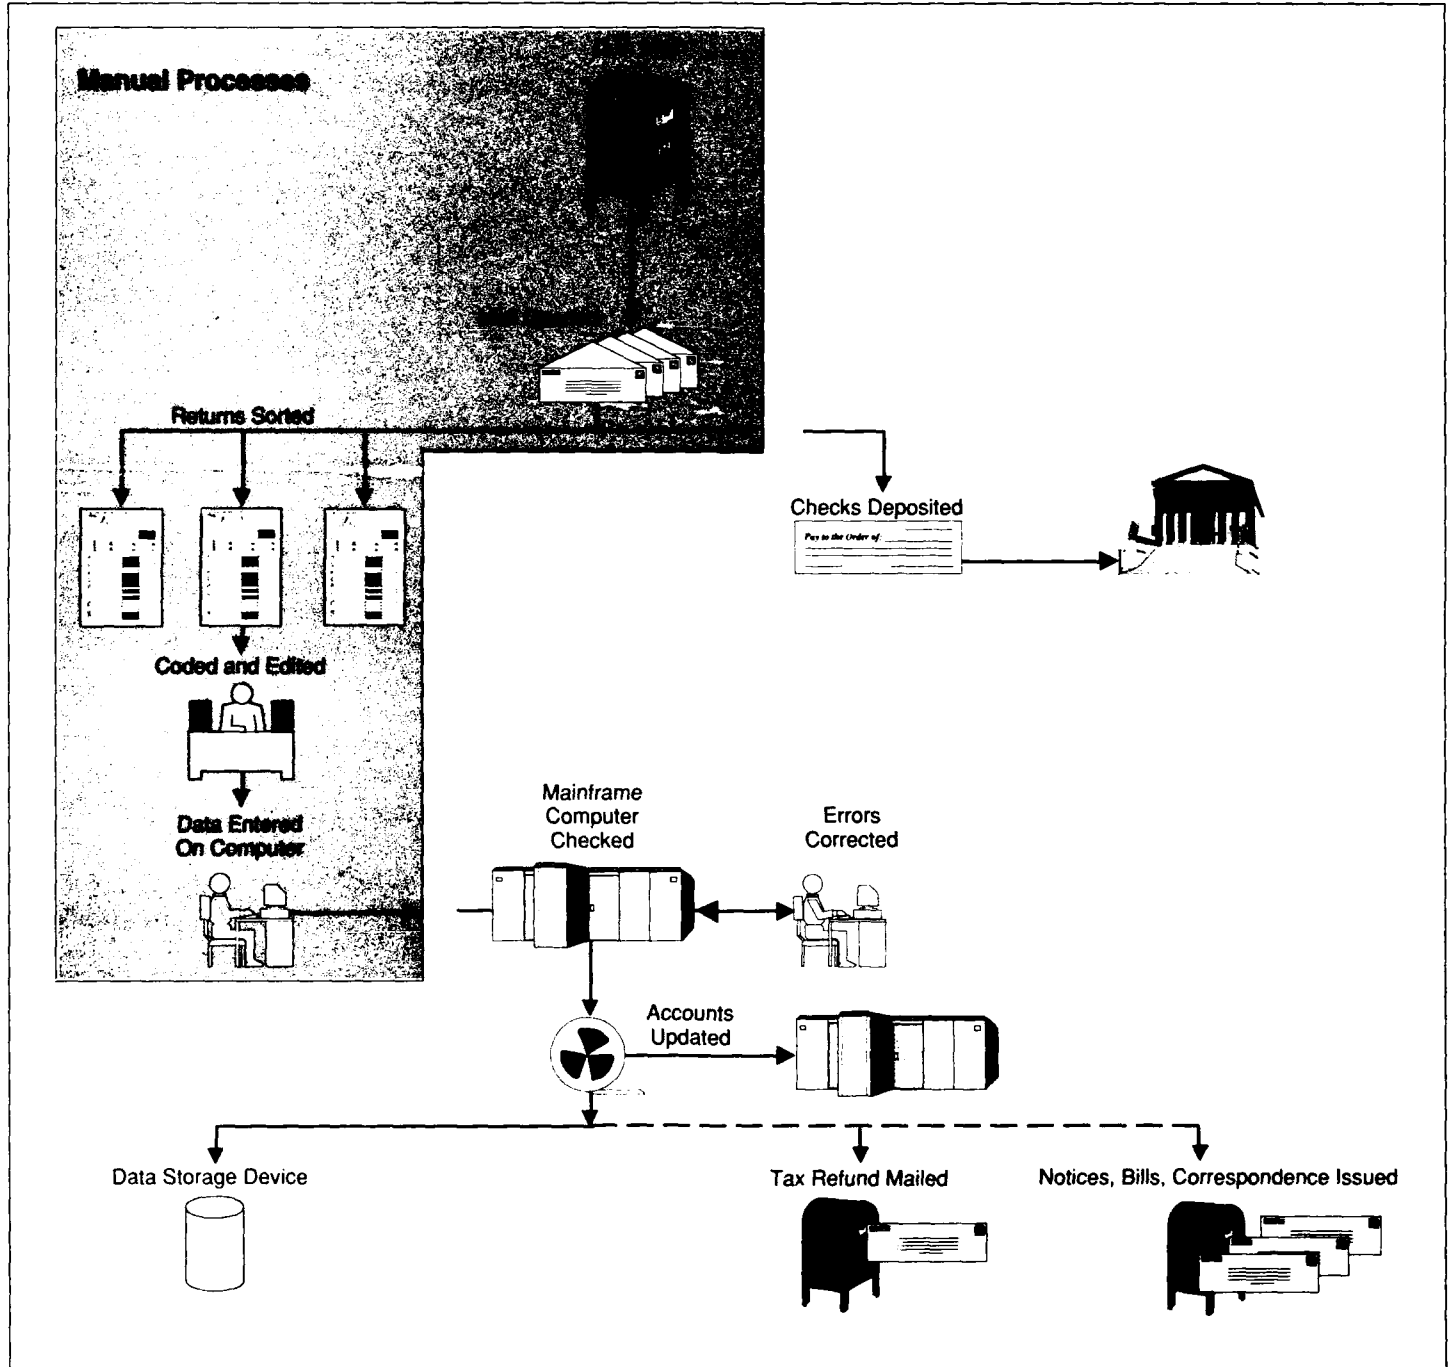 Manual Processes
Returns Sorted
Checks Deposited
Pay to the Order of:
Coded and Edited
Data Entered
On Computer
Mainframe
Computer
Checked
Errors
Corrected
Accounts
Updated
Data Storage Device
Tax Refund Mailed
Notices, Bills, Correspondence Issued